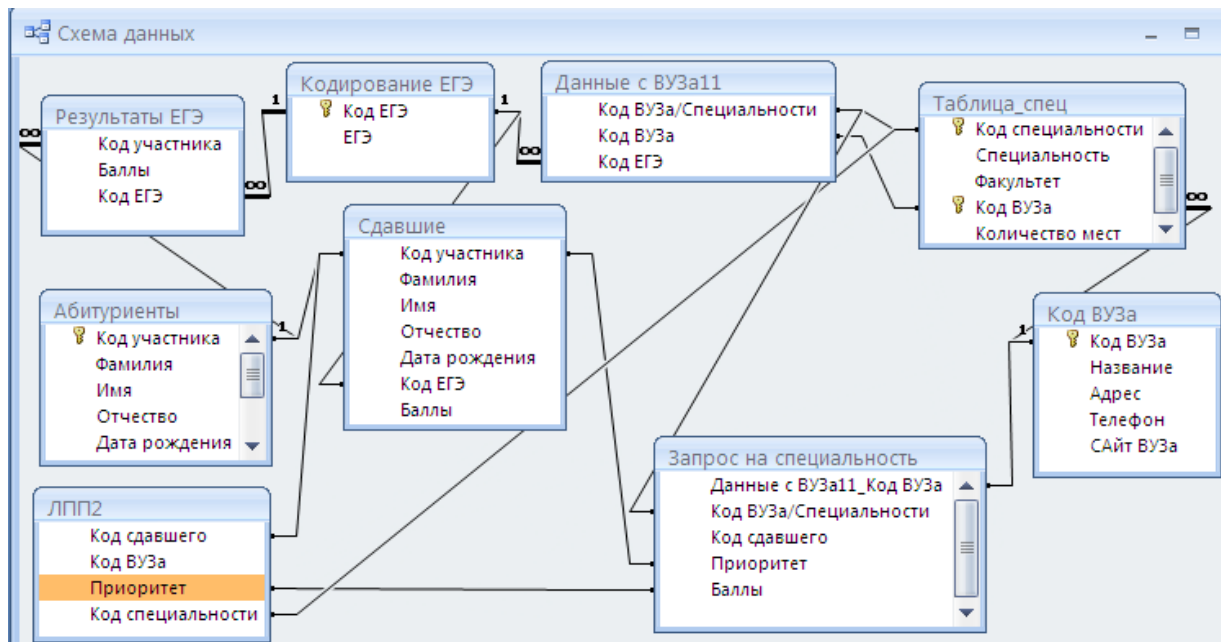 Схема данных
Результаты ЕГЭ
Код участника
Баллы
Код ЕГЭ
Кодирование ЕГЭ
Код ЕГЭ
ЕГЭ
Данные с ВУЗа11
Код ВУЗа/Специальности
Код ВУЗа
Код ЕГЭ
Таблица_спец
Код специальности
Специальность
Факультет
Код ВУЗа
Количество мест
1
1
∞
∞
∞
∞
Сдавшие
Код участника
Фамилия
Имя
Отчество
Дата рождения
Код ЕГЭ
Баллы
Абитуриенты
Код участника
Фамилия
Имя
Отчество
Дата рождения
1
Код ВУЗа
Код ВУЗа
Название
Адрес
Телефон
САйт ВУЗа
1
ЛПП2
Код сдавшего
Код ВУЗа
Приоритет
Код специальности
Запрос на специальность
Данные с ВУЗа11_Код ВУЗа
Код ВУЗа/Специальности
Код сдавшего
Приоритет
Баллы